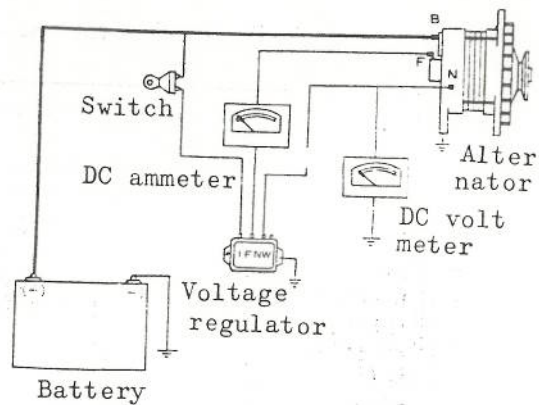 B
F
N
Switch
DC ammeter
Alter
nator
DC volt
meter
IFNW
Voltage
regulator
(-)
(-)
Battery